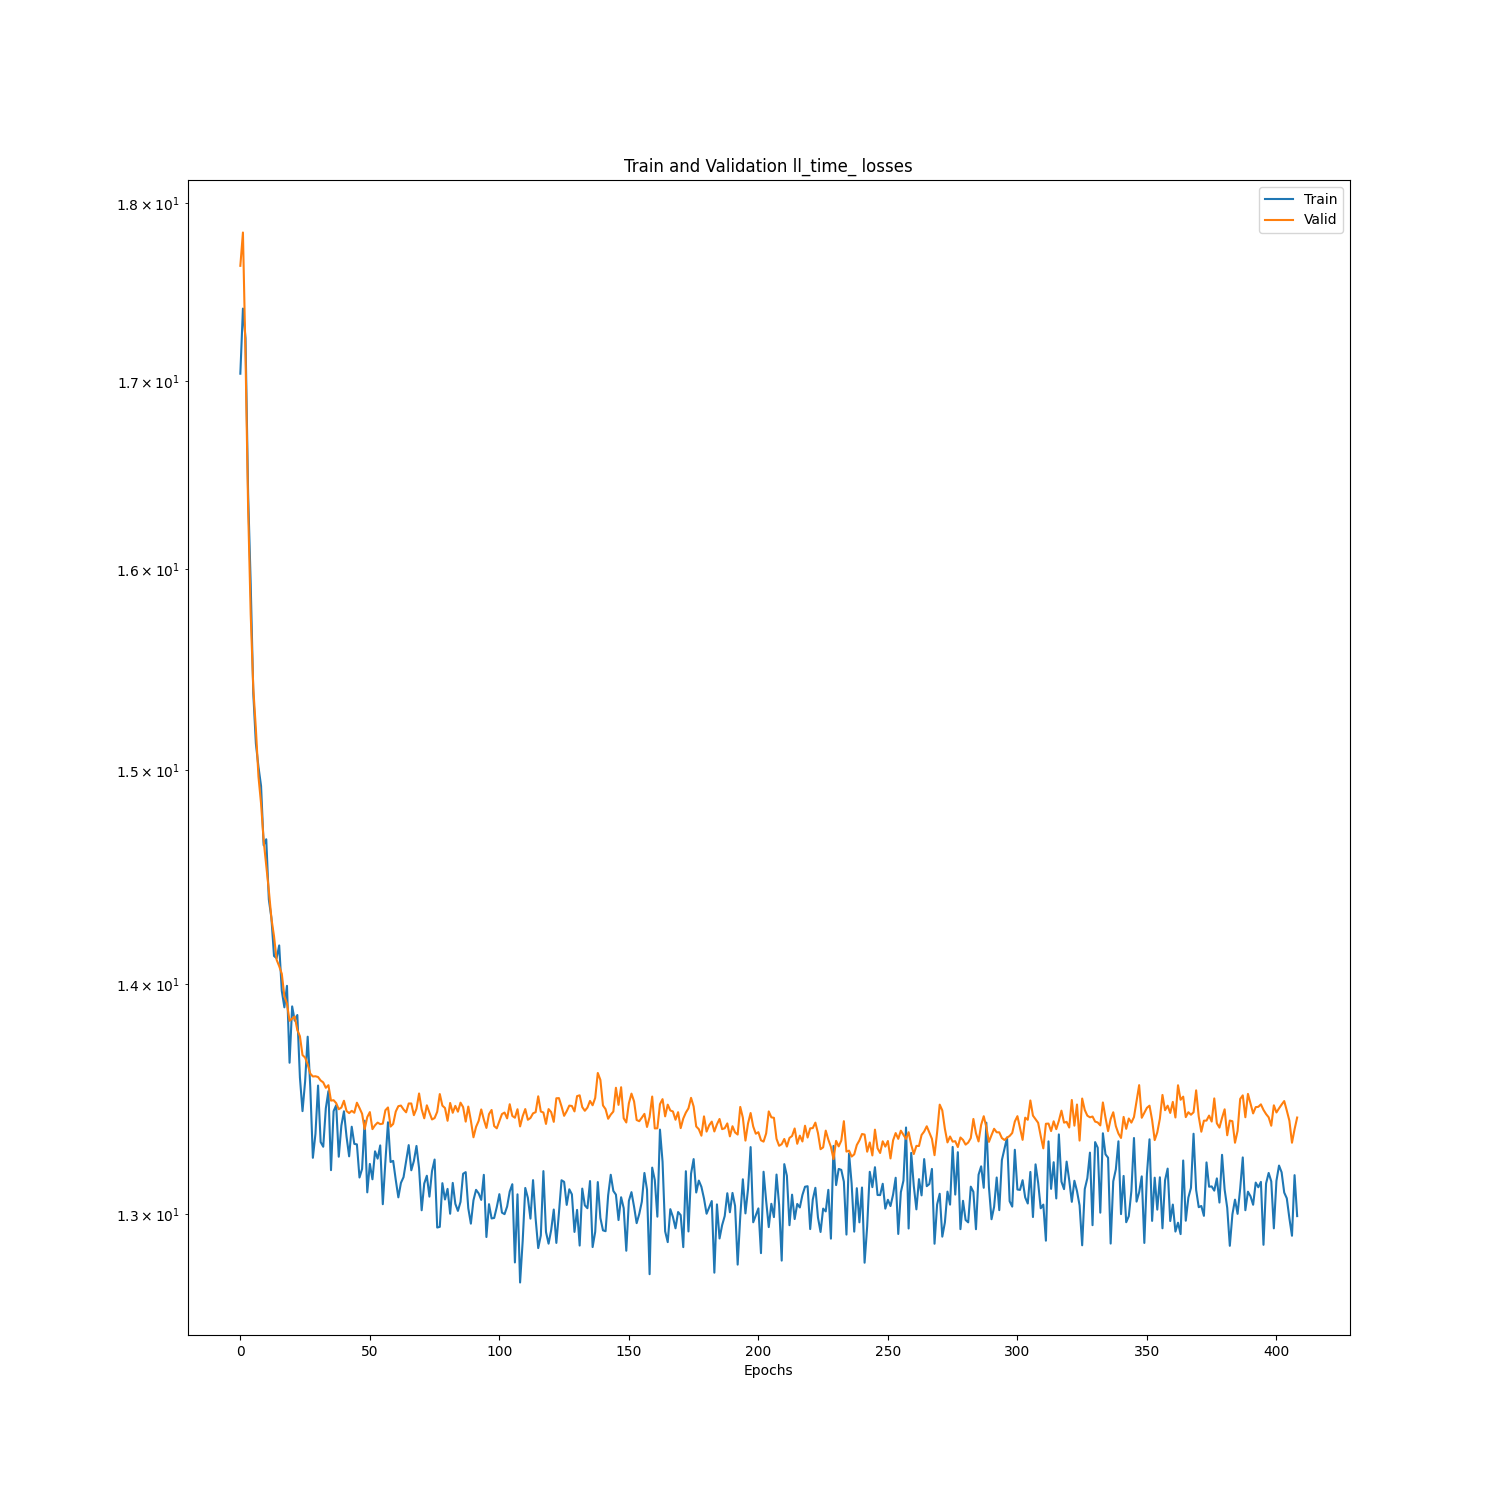 Train and Validation ll_time_ losses
Train
Valid
1.8 × 10¹
1.7 × 10¹
1.6 × 10¹
1.5 × 10¹
1.4 × 10¹
1.3 × 10¹
0 50 100 150 200 250 300 350 400
Epochs